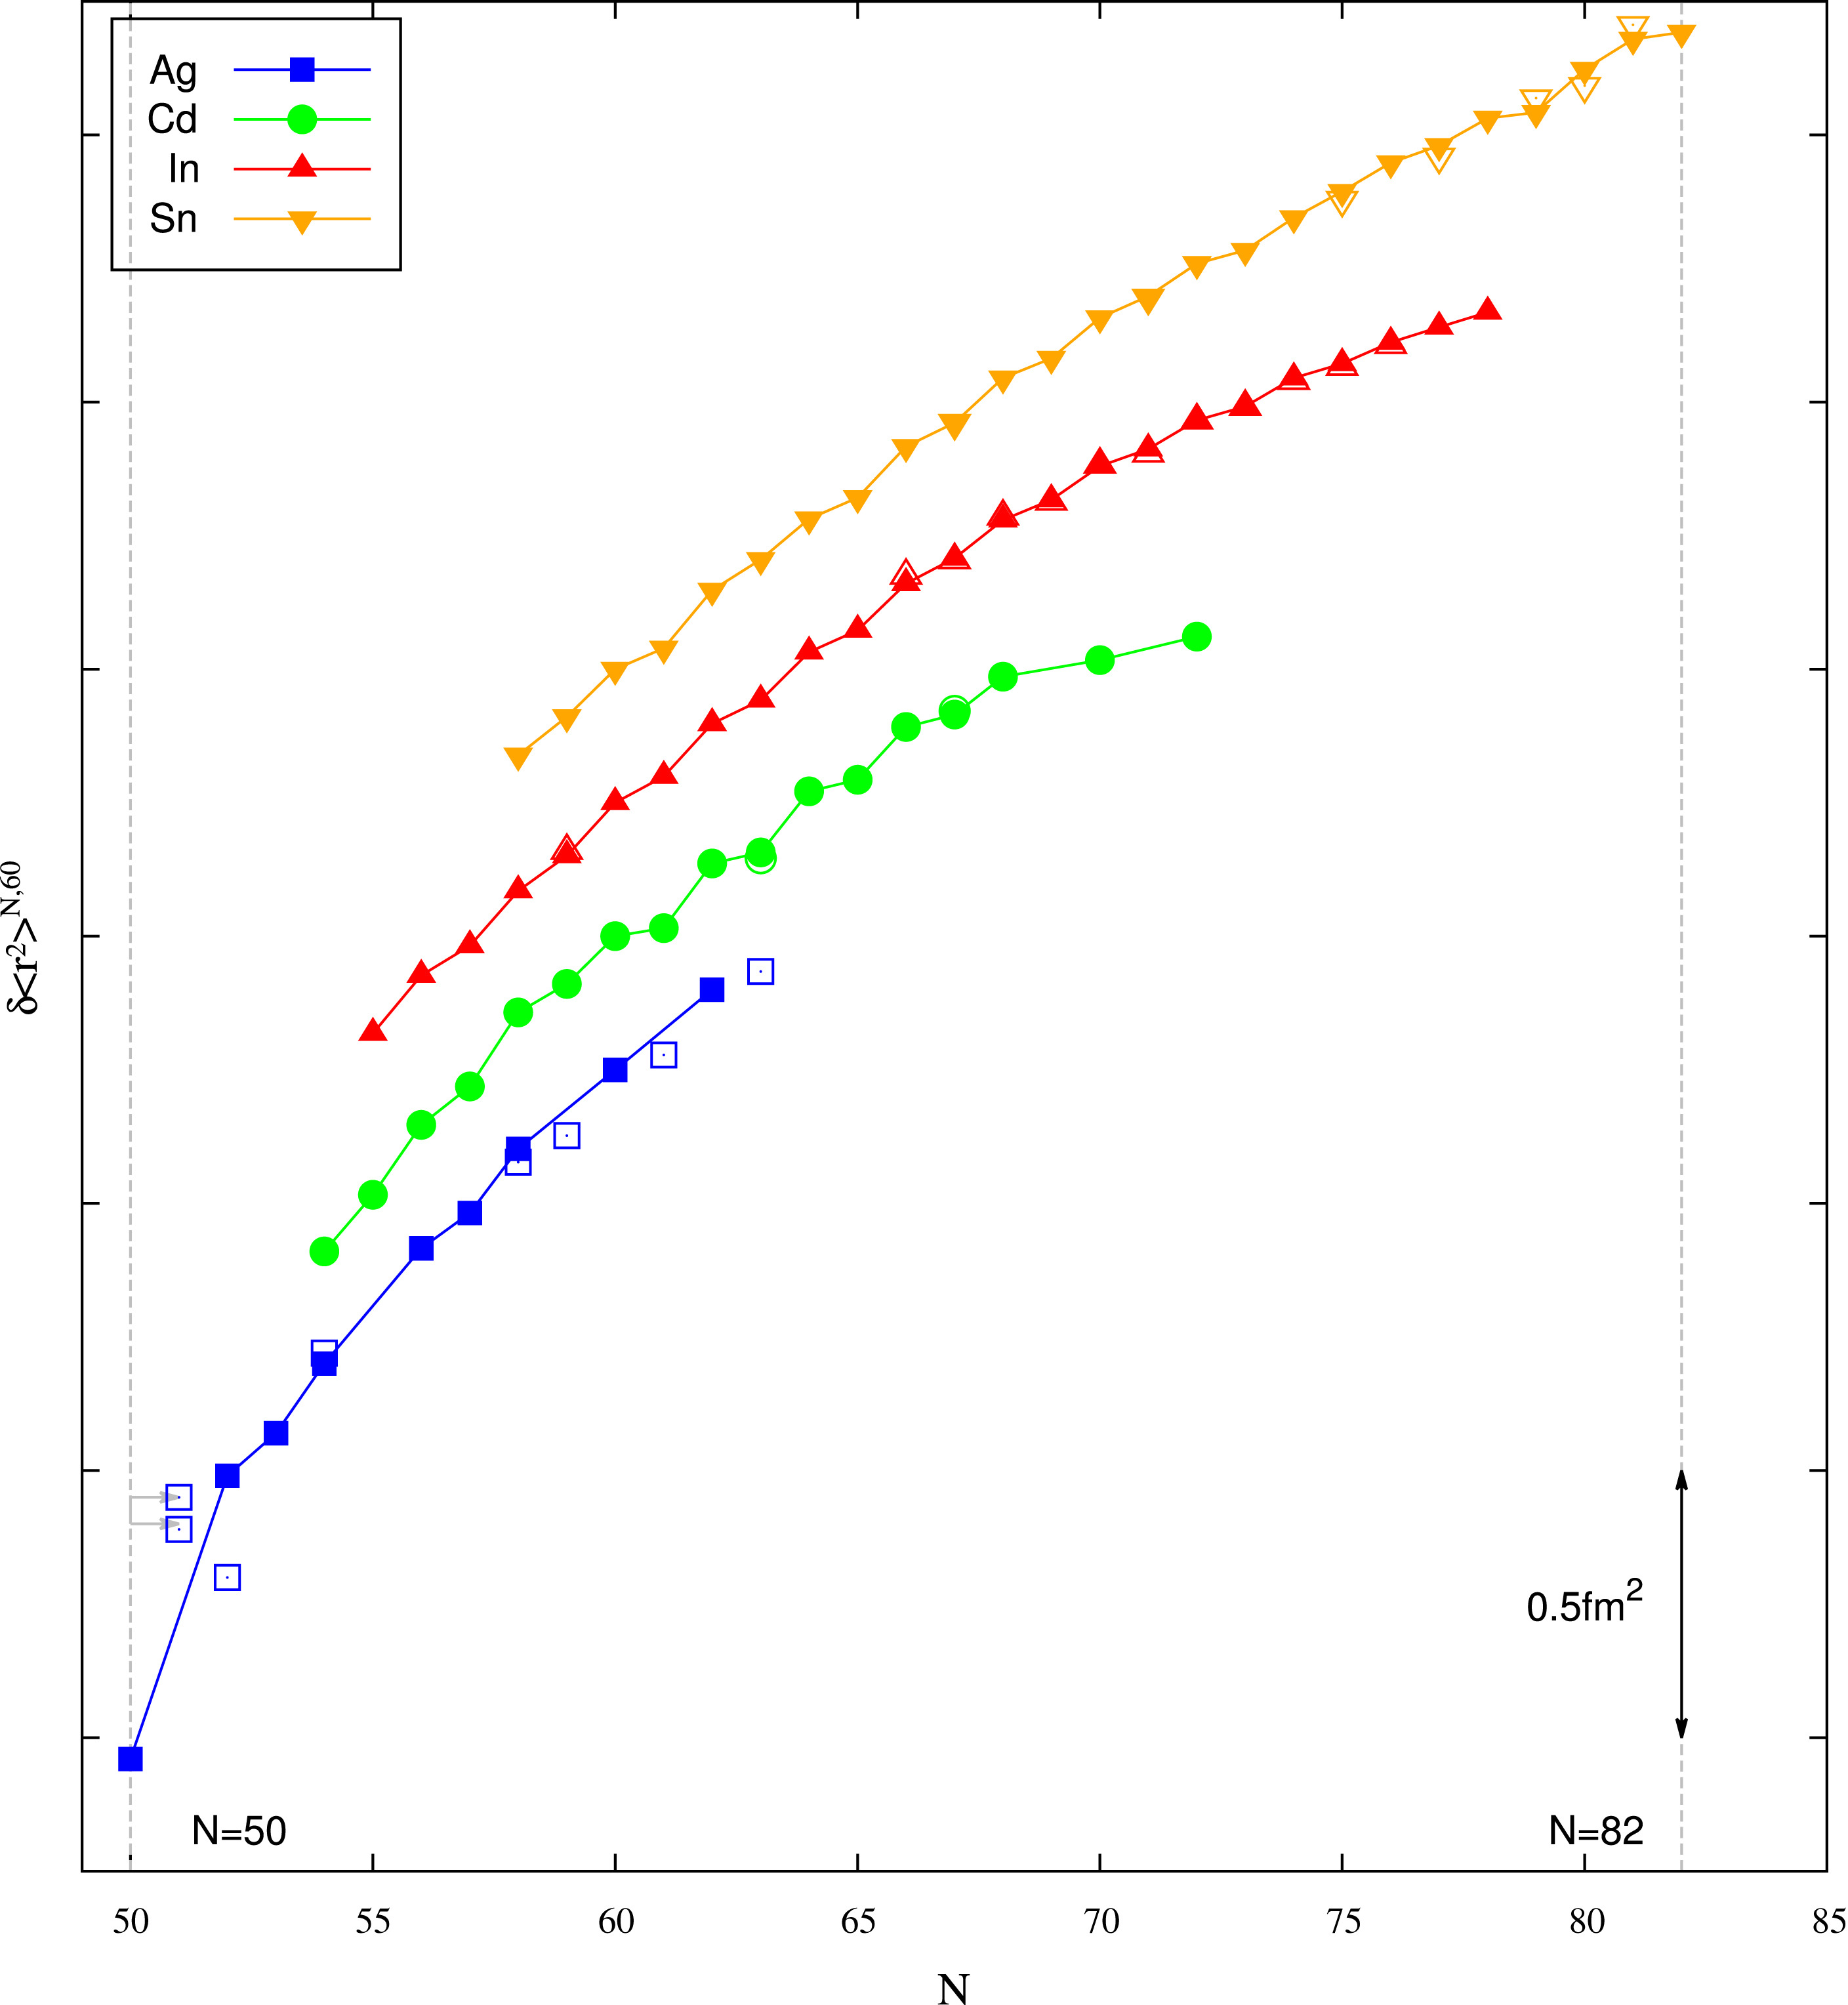 Ag
Cd
In
Sn
δ<r²>ᴺ,⁶⁰
0.5fm²
N=50
N=82
50 55 60 65 70 75 80 85
N